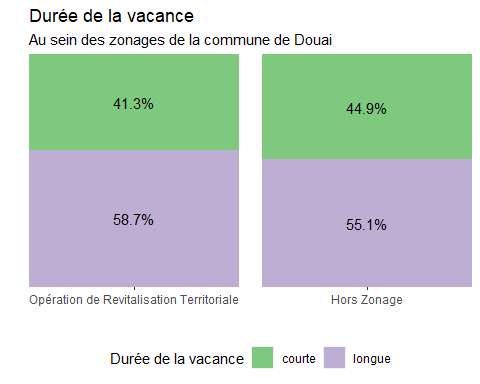 Durée de la vacance
Au sein des zonages de la commune de Douai
41.3%
44.9%
58.7%
55.1%
Opération de Revitalisation Territoriale
Hors Zonage
Durée de la vacance courte longue